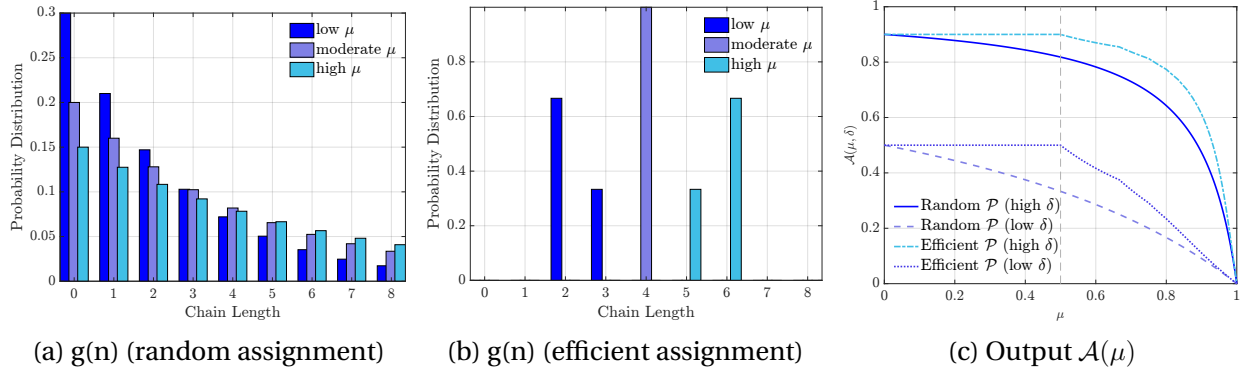 0.3
0.25
0.2
0.15
0.1
0.05
0
0 1 2 3 4 5 6 7 8
Probability Distribution
Chain Length
low μ
moderate μ
high μ
(a) g(n) (random assignment)
0.8
0.6
0.4
0.2
0
0 1 2 3 4 5 6 7 8
Probability Distribution
Chain Length
low μ
moderate μ
high μ
(b) g(n) (efficient assignment)
1
0.8
0.6
0.4
0.2
0
0 0.2 0.4 0.6 0.8 1
𝒜(μ, δ)
μ
Random 𝒫 (high δ)
Random 𝒫 (low δ)
Efficient 𝒫 (high δ)
Efficient 𝒫 (low δ)
(c) Output 𝒜(μ)